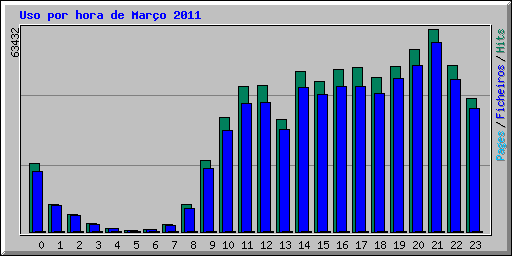 Uso por hora de Março 2011
63432
Pages / Ficheiros / Hits
0 1 2 3 4 5 6 7 8 9 10 11 12 13 14 15 16 17 18 19 20 21 22 23